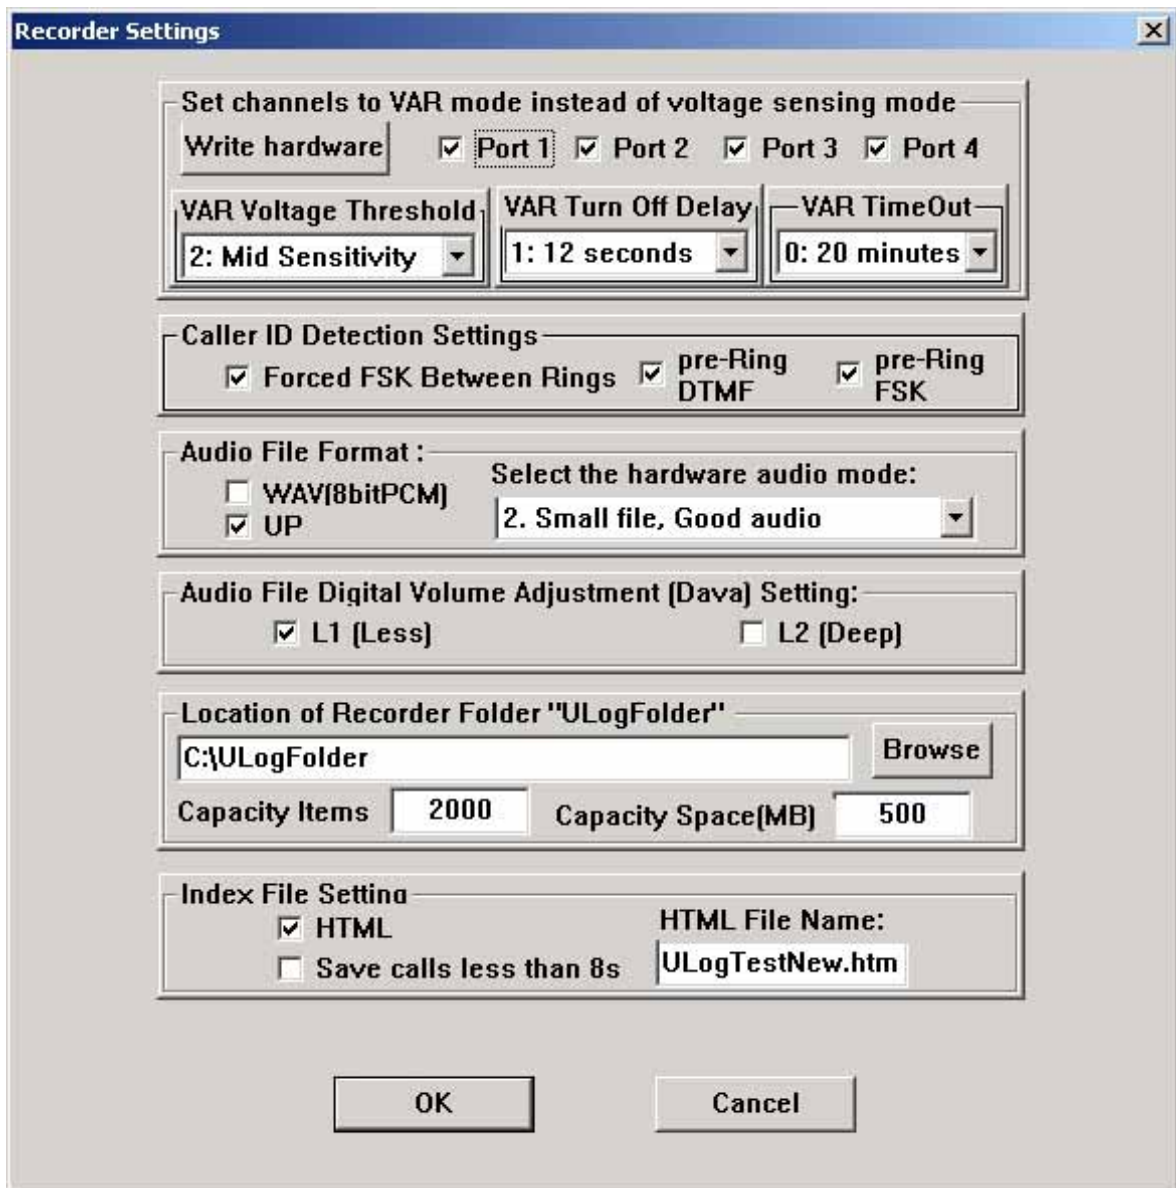 Recorder Settings
Set channels to VAR mode instead of voltage sensing mode
Write hardware
Port 1
Port 2
Port 3
Port 4
VAR Voltage Threshold
2: Mid Sensitivity
VAR Turn Off Delay
1: 12 seconds
VAR TimeOut
0: 20 minutes
Caller ID Detection Settings
Forced FSK Between Rings
pre-Ring
DTMF
pre-Ring
FSK
Audio File Format :
WAV(8bitPCM)
UP
Select the hardware audio mode:
2. Small file, Good audio
Audio File Digital Volume Adjustment (Dava) Setting:
L1 (Less)
L2 (Deep)
Location of Recorder Folder "ULogFolder"
C:\ULogFolder
Browse
Capacity Items
2000
Capacity Space(MB)
500
Index File Setting
HTML
Save calls less than 8s
HTML File Name:
ULogTestNew.htm
OK
Cancel